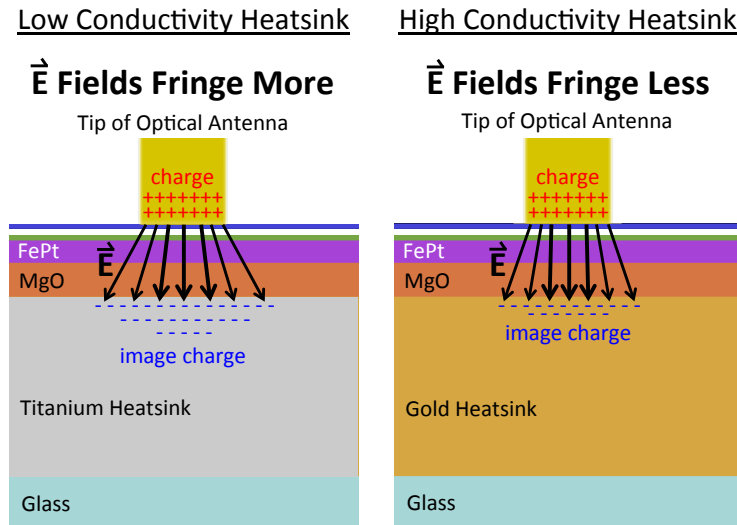 Low Conductivity Heatsink
E Fields Fringe More
Tip of Optical Antenna
charge
+++++++
+++++++
FePt
E
MgO
image charge
Titanium Heatsink
Glass
High Conductivity Heatsink
E Fields Fringe Less
Tip of Optical Antenna
charge
+++++++
+++++++
FePt
E
MgO
image charge
Gold Heatsink
Glass